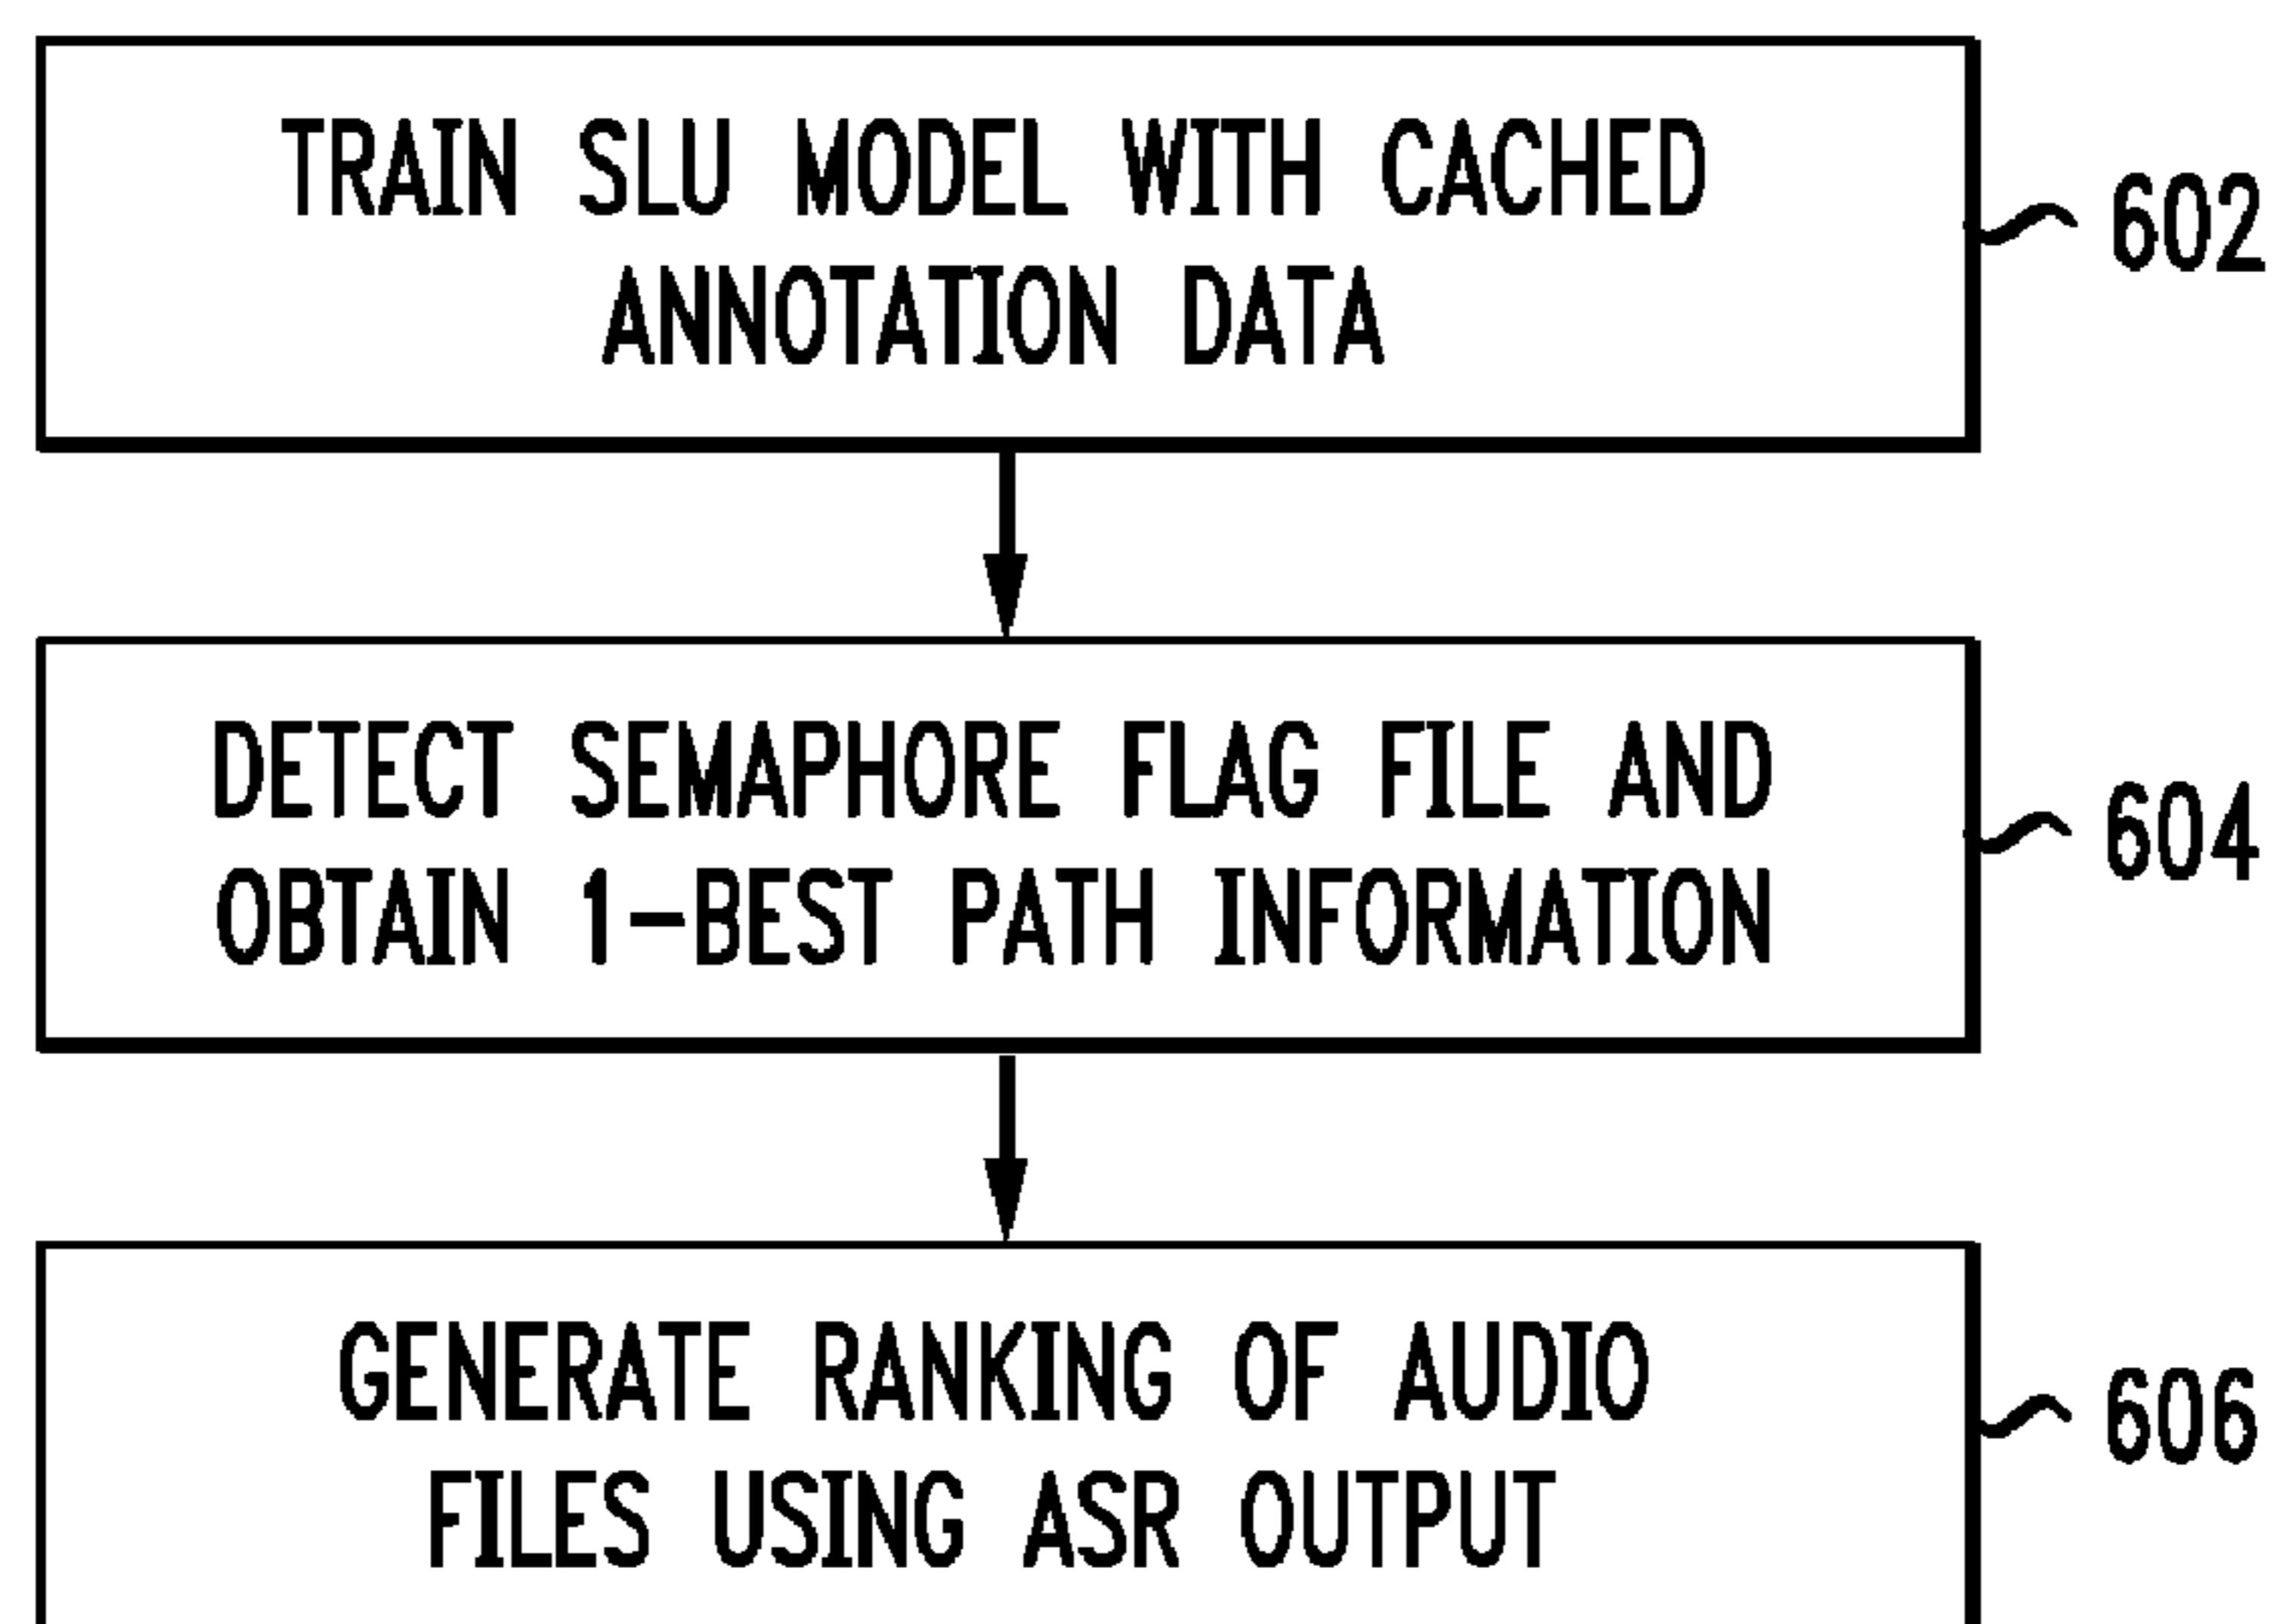 TRAIN SLU MODEL WITH CACHED
ANNOTATION DATA
602
DETECT SEMAPHORE FLAG FILE AND
OBTAIN 1-BEST PATH INFORMATION
604
GENERATE RANKING OF AUDIO
FILES USING ASR OUTPUT
606